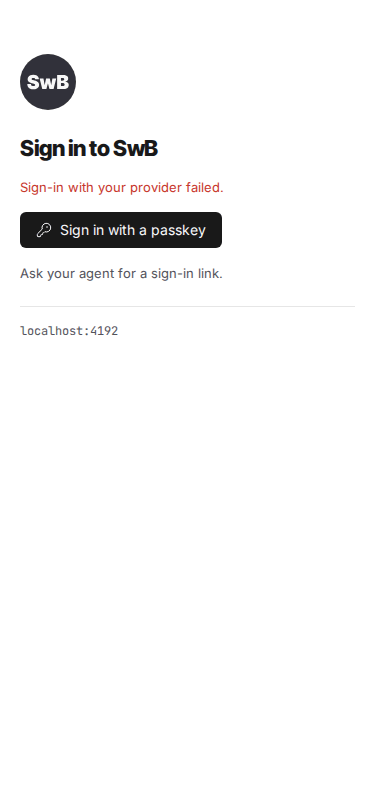 SwB
Sign in to SwB
Sign-in with your provider failed.
Sign in with a passkey
Ask your agent for a sign-in link.
localhost:4192